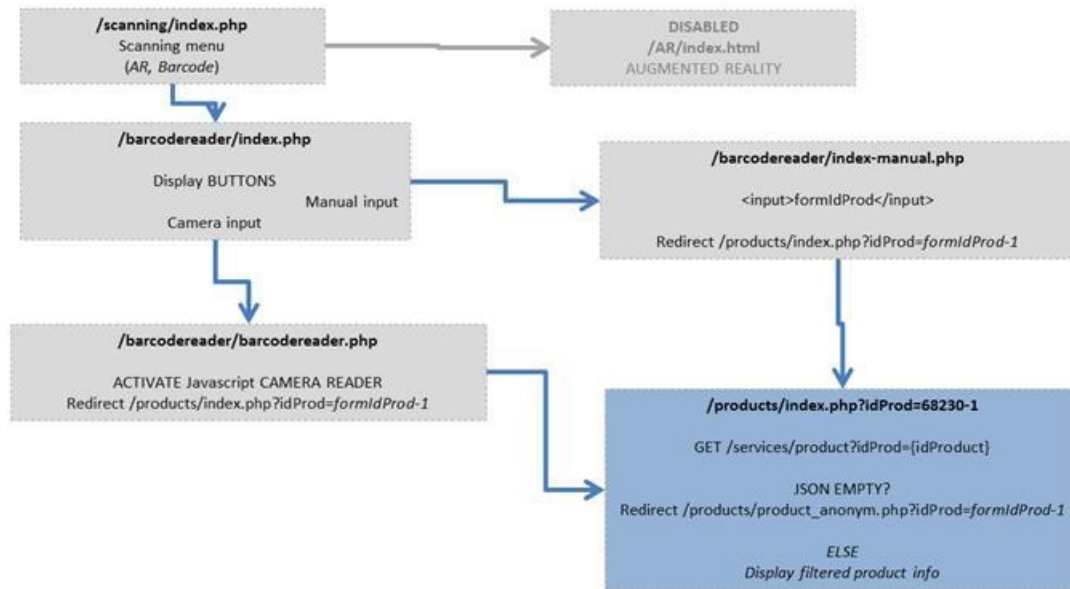 /scanning/index.php
Scanning menu
(AR, Barcode)
DISABLED
/AR/index.html
AUGMENTED REALITY
/barcodereader/index.php
Display BUTTONS
Manual input
Camera input
/barcodereader/index-manual.php
<input>formIdProd</input>
Redirect /products/index.php?idProd=formIdProd-1
/barcodereader/barcodereader.php
ACTIVATE Javascript CAMERA READER
Redirect /products/index.php?idProd=formIdProd-1
/products/index.php?idProd=68230-1
GET /services/product?idProd={idProduct}
JSON EMPTY?
Redirect /products/product_anonym.php?idProd=formIdProd-1
ELSE
Display filtered product info